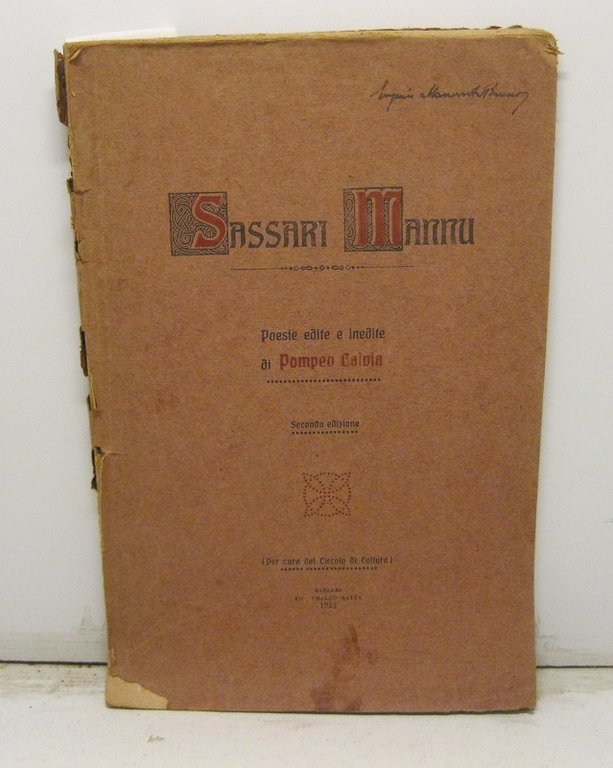 Sassari Mannu
Poesie edite e inedite
di Pompeo Calvia
Seconda edizione
(Per cura del Circolo di Coltura)
SASSARI
TIP. UBALDO SATTA